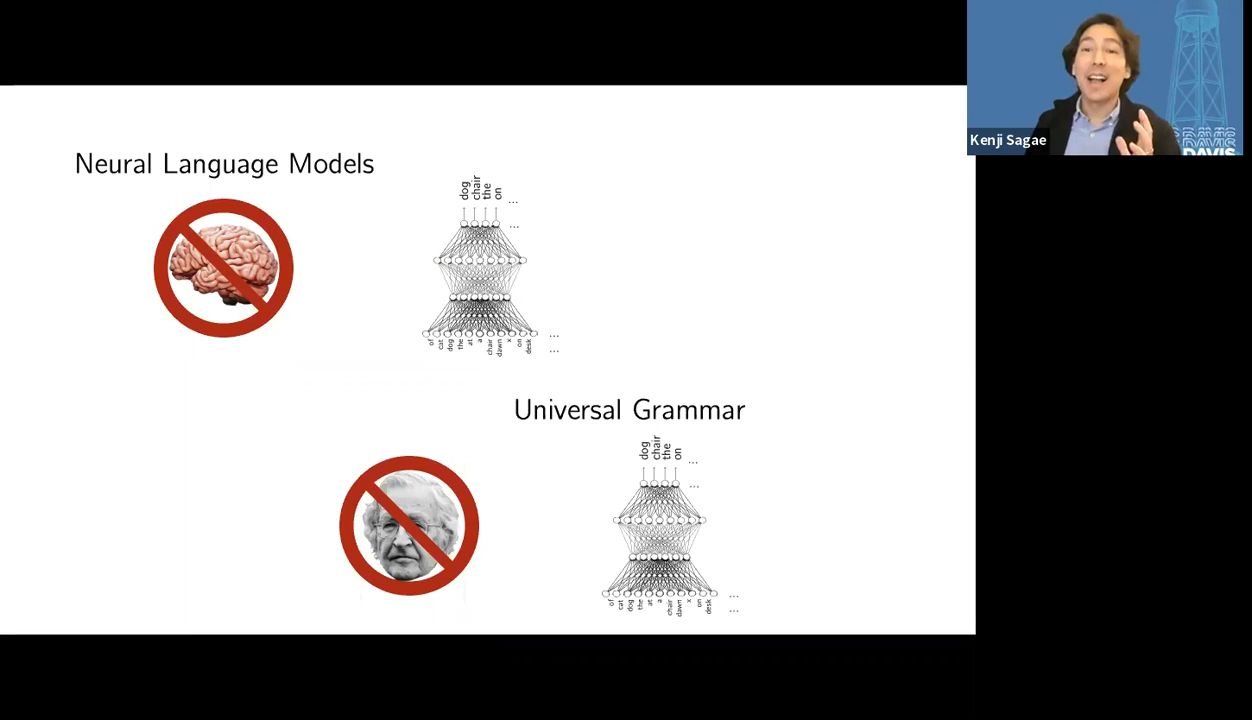 Kenji Sagae
DAVIS
Neural Language Models
dog
chair
the
on
...
...
of
cat
dog
the
at
a
chair
dawn
x
on
desk
...
...
Universal Grammar
dog
chair
the
on
...
...
of
cat
dog
the
at
a
chair
dawn
x
on
desk
...
...